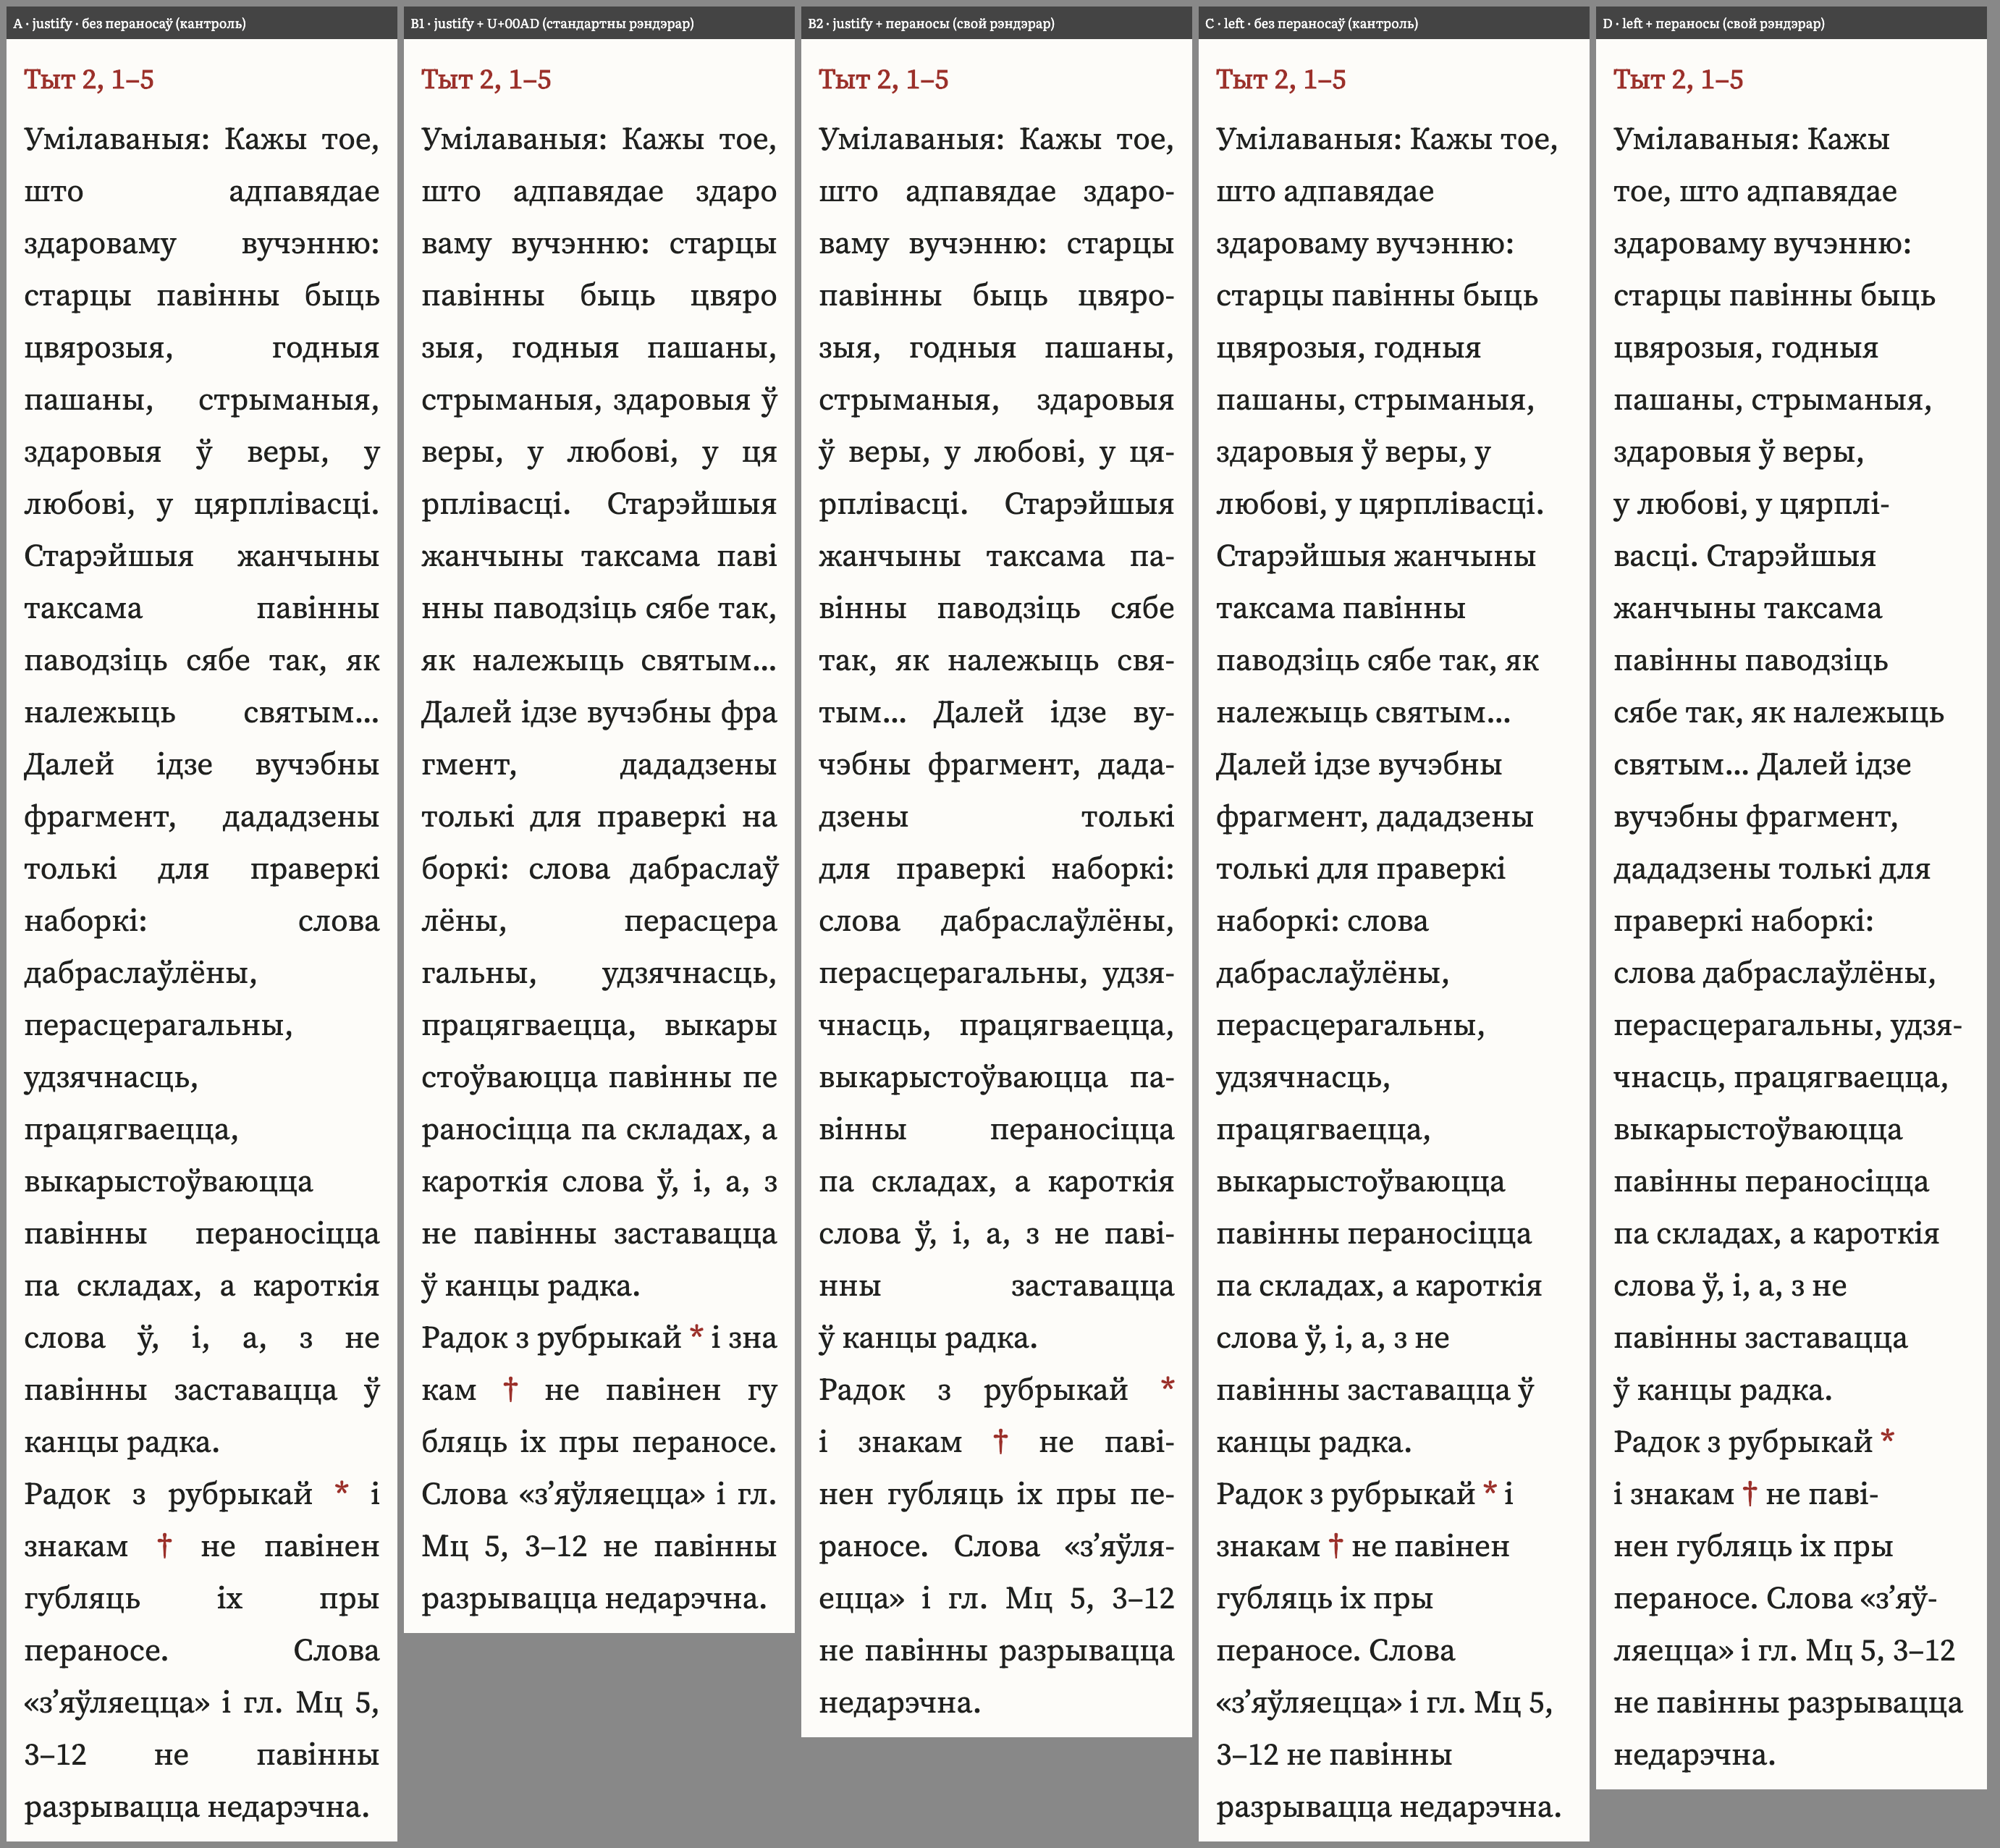 A · justify · без пераносаў (кантроль)
Тыт 2, 1–5
Умілаваныя: Кажы тое,
што адпавядае
здароваму вучэнню:
старцы павінны быць
цвярозыя, годныя
пашаны, стрыманыя,
здаровыя ў веры, у
любові, у цярплівасці.
Старэйшыя жанчыны
таксама павінны
паводзіць сябе так, як
належыць святым...
Далей ідзе вучэбны
фрагмент, дададзены
толькі для праверкі
наборкі: слова
дабраслаўлёны,
перасцерагальны,
удзячнасць,
працягваецца,
выкарыстоўваюцца
павінны пераносіцца
па складах, а кароткія
слова ў, і, а, з не
павінны заставацца ў
канцы радка.
Радок з рубрыкай * і
знакам † не павінен
губляць іх пры
пераносе. Слова
«з’яўляецца» і гл. Мц 5,
3–12 не павінны
разрывацца недарэчна.
B1 · justify + U+00AD (стандартны рэндэрар)
Тыт 2, 1–5
Умілаваныя: Кажы тое,
што адпавядае здаро
ваму вучэнню: старцы
павінны быць цвяро
зыя, годныя пашаны,
стрыманыя, здаровыя ў
веры, у любові, у ця
рплівасці. Старэйшыя
жанчыны таксама паві
нны паводзіць сябе так,
як належыць святым...
Далей ідзе вучэбны фра
гмент, дададзены
толькі для праверкі на
боркі: слова дабраслаў
лёны, перасцера
гальны, удзячнасць,
працягваецца, выкары
стоўваюцца павінны пе
раносіцца па складах, а
кароткія слова ў, і, а, з
не павінны заставацца
ў канцы радка.
Радок з рубрыкай * і зна
кам † не павінен гу
бляць іх пры пераносе.
Слова «з’яўляецца» і гл.
Мц 5, 3–12 не павінны
разрывацца недарэчна.
B2 · justify + пераносы (свой рэндэрар)
Тыт 2, 1–5
Умілаваныя: Кажы тое,
што адпавядае здаро-
ваму вучэнню: старцы
павінны быць цвяро-
зыя, годныя пашаны,
стрыманыя, здаровыя
ў веры, у любові, у ця-
рплівасці. Старэйшыя
жанчыны таксама па-
вінны паводзіць сябе
так, як належыць свя-
тым... Далей ідзе ву-
чэбны фрагмент, дада-
дзены толькі
для праверкі наборкі:
слова дабраслаўлёны,
перасцерагальны, удзя-
чнасць, працягваецца,
выкарыстоўваюцца па-
вінны пераносіцца
па складах, а кароткія
слова ў, і, а, з не паві-
нны заставацца
ў канцы радка.
Радок з рубрыкай *
і знакам † не паві-
нен губляць іх пры пе-
раносе. Слова «з’яўля-
ецца» і гл. Мц 5, 3–12
не павінны разрывацца
недарэчна.
C · left · без пераносаў (кантроль)
Тыт 2, 1–5
Умілаваныя: Кажы тое,
што адпавядае
здароваму вучэнню:
старцы павінны быць
цвярозыя, годныя
пашаны, стрыманыя,
здаровыя ў веры, у
любові, у цярплівасці.
Старэйшыя жанчыны
таксама павінны
паводзіць сябе так, як
належыць святым...
Далей ідзе вучэбны
фрагмент, дададзены
толькі для праверкі
наборкі: слова
дабраслаўлёны,
перасцерагальны,
удзячнасць,
працягваецца,
выкарыстоўваюцца
павінны пераносіцца
па складах, а кароткія
слова ў, і, а, з не
павінны заставацца ў
канцы радка.
Радок з рубрыкай * і
знакам † не павінен
губляць іх пры
пераносе. Слова
«з’яўляецца» і гл. Мц 5,
3–12 не павінны
разрывацца недарэчна.
D · left + пераносы (свой рэндэрар)
Тыт 2, 1–5
Умілаваныя: Кажы
тое, што адпавядае
здароваму вучэнню:
старцы павінны быць
цвярозыя, годныя
пашаны, стрыманыя,
здаровыя ў веры,
у любові, у цярплі-
васці. Старэйшыя
жанчыны таксама
павінны паводзіць
сябе так, як належыць
святым... Далей ідзе
вучэбны фрагмент,
дададзены толькі для
праверкі наборкі:
слова дабраслаўлёны,
перасцерагальны, удзя-
чнасць, працягваецца,
выкарыстоўваюцца
павінны пераносіцца
па складах, а кароткія
слова ў, і, а, з не
павінны заставацца
ў канцы радка.
Радок з рубрыкай *
і знакам † не паві-
нен губляць іх пры
пераносе. Слова «з’яў-
ляецца» і гл. Мц 5, 3–12
не павінны разрывацца
недарэчна.